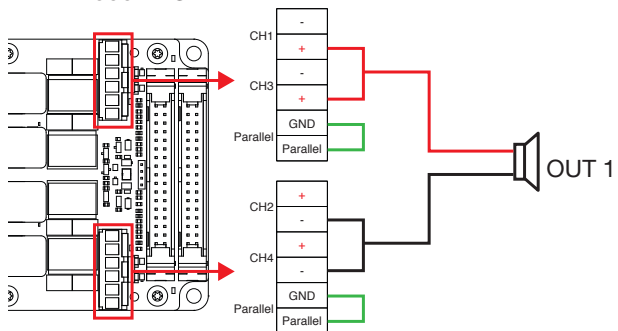 CH1
-
+
CH3
-
+
GND
Parallel
Parallel
OUT 1
CH2
+
-
CH4
+
-
GND
Parallel
Parallel